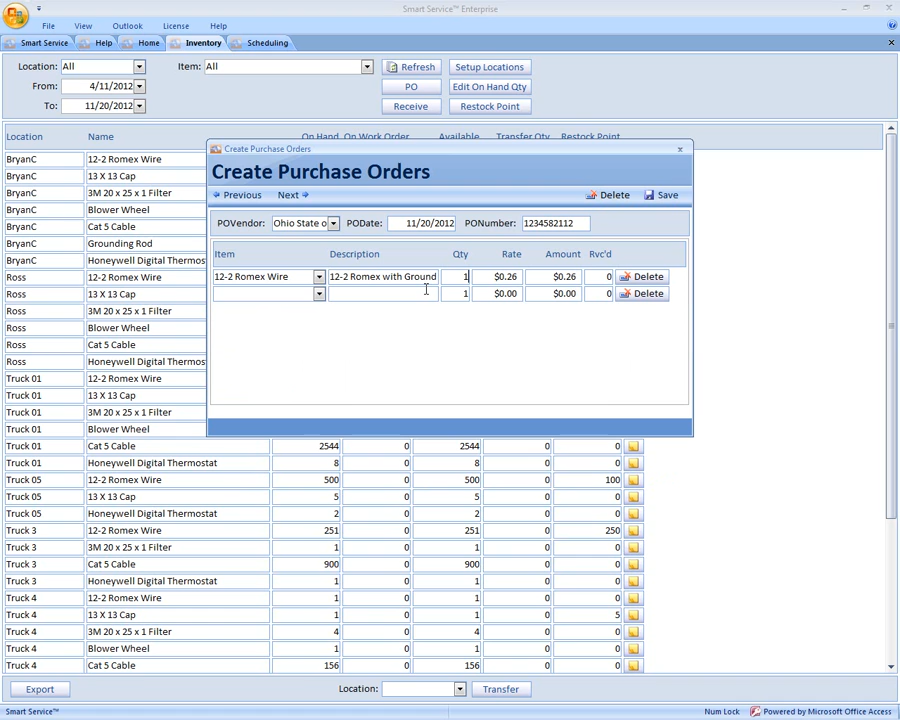 Smart Service™ Enterprise
File View Outlook License Help
Smart Service Help Home Inventory Scheduling
Location: All Item: All Refresh Setup Locations
From: 4/11/2012 PO Edit On Hand Qty
To: 11/20/2012 Receive Restock Point
Location Name On Hand On Work Order Available Transfer Qty Restock Point
BryanC 12-2 Romex Wire
BryanC 13 X 13 Cap
BryanC 3M 20 x 25 x 1 Filter
BryanC Blower Wheel
BryanC Cat 5 Cable
BryanC Grounding Rod
BryanC Honeywell Digital Thermos
Ross 12-2 Romex Wire
Ross 13 X 13 Cap
Ross 3M 20 x 25 x 1 Filter
Ross Blower Wheel
Ross Cat 5 Cable
Ross Honeywell Digital Thermos
Truck 01 12-2 Romex Wire
Truck 01 13 X 13 Cap
Truck 01 3M 20 x 25 x 1 Filter
Truck 01 Blower Wheel
Truck 01 Cat 5 Cable 2544 0 2544 0 0
Truck 01 Honeywell Digital Thermostat 8 0 8 0 0
Truck 05 12-2 Romex Wire 500 0 500 0 100
Truck 05 13 X 13 Cap 5 0 5 0 0
Truck 05 Honeywell Digital Thermostat 2 0 2 0 0
Truck 3 12-2 Romex Wire 251 0 251 0 250
Truck 3 3M 20 x 25 x 1 Filter 1 0 1 0 0
Truck 3 Cat 5 Cable 900 0 900 0 0
Truck 3 Honeywell Digital Thermostat 1 0 1 0 0
Truck 4 12-2 Romex Wire 1 0 1 0 0
Truck 4 13 X 13 Cap 1 0 1 0 5
Truck 4 3M 20 x 25 x 1 Filter 4 0 4 0 0
Truck 4 Blower Wheel 1 0 1 0 0
Truck 4 Cat 5 Cable 156 0 156 0 0
Create Purchase Orders
Create Purchase Orders
Previous Next Delete Save
POVendor: Ohio State o PODate: 11/20/2012 PONumber: 1234582112
Item Description Qty Rate Amount Rvc'd
12-2 Romex Wire 12-2 Romex with Ground 1 $0.26 $0.26 0 Delete
1 $0.00 $0.00 0 Delete
Export Location: Transfer
Smart Service™ Num Lock Powered by Microsoft Office Access